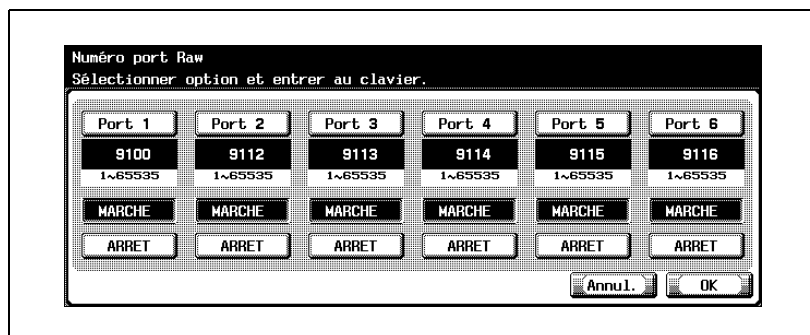 Numéro port Raw
Sélectionner option et entrer au clavier.
Port 1 Port 2 Port 3 Port 4 Port 5 Port 6
9100 9112 9113 9114 9115 9116
1~65535 1~65535 1~65535 1~65535 1~65535 1~65535
MARCHE MARCHE MARCHE MARCHE MARCHE MARCHE
ARRET ARRET ARRET ARRET ARRET ARRET
Annul. OK